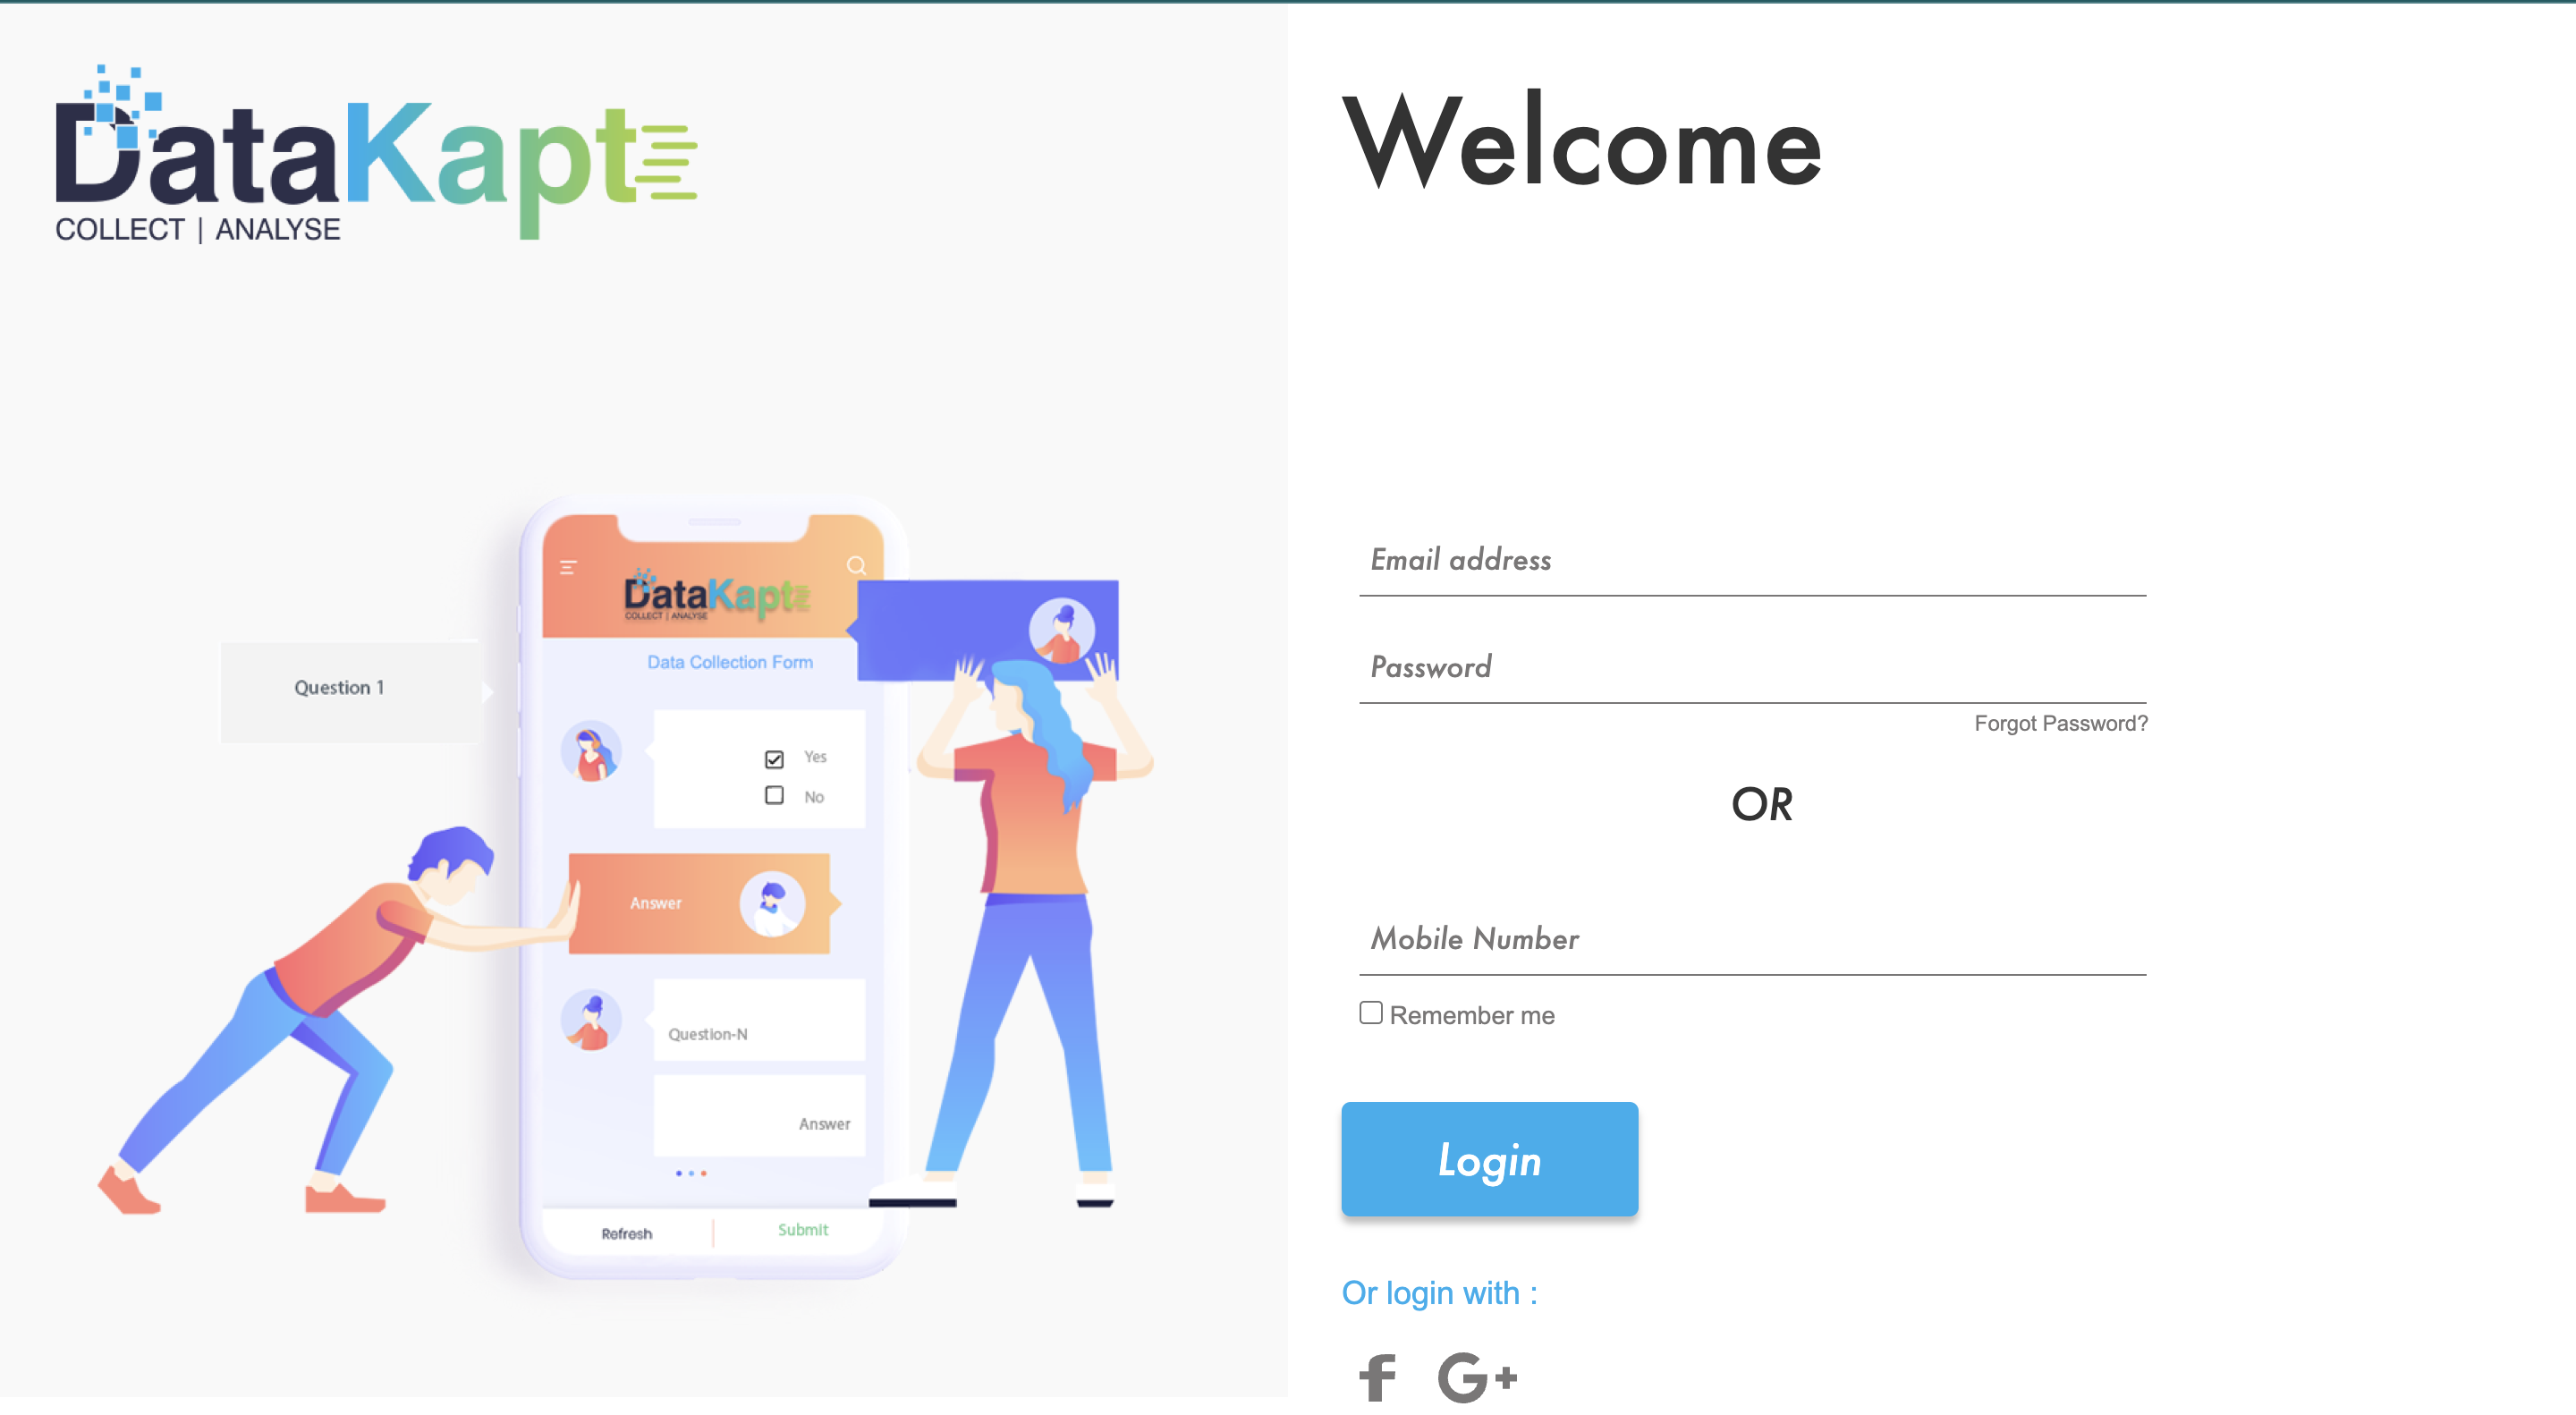 DataKapt
COLLECT | ANALYSE
DataKapt
COLLECT | ANALYSE
Data Collection Form
Question 1
Yes
No
Answer
Question-N
Answer
Refresh
Submit
Welcome
Email address
Password
Forgot Password?
OR
Mobile Number
Remember me
Login
Or login with :
f G+